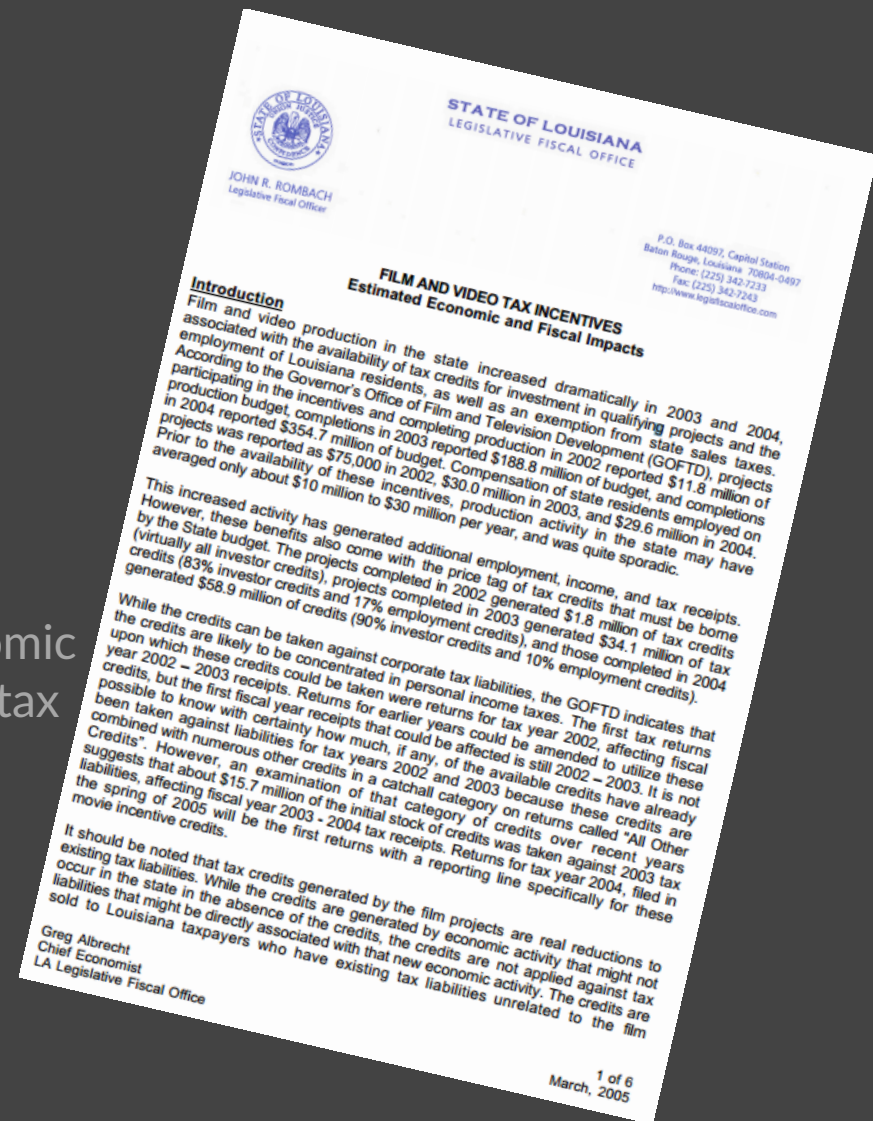 STATE OF LOUISIANA
UNION JUSTICE
CONFIDENCE
JOHN R. ROMBACH
Legislative Fiscal Officer
STATE OF LOUISIANA
LEGISLATIVE FISCAL OFFICE
P.O. Box 44097, Capitol Station
Baton Rouge, Louisiana 70804-0497
Phone: (225) 342-7233
Fax: (225) 342-7243
http://www.legisfiscaloffice.com
FILM AND VIDEO TAX INCENTIVES
Estimated Economic and Fiscal Impacts
Introduction
Film and video production in the state increased dramatically in 2003 and 2004,
associated with the availability of tax credits for investment in qualifying projects and the
employment of Louisiana residents, as well as an exemption from state sales taxes.
According to the Governor's Office of Film and Television Development (GOFTD), projects
participating in the incentives and completing production in 2002 reported $11.8 million of
production budget, completions in 2003 reported $188.8 million of budget, and completions
in 2004 reported $354.7 million of budget. Compensation of state residents employed on
projects was reported as $75,000 in 2002, $30.0 million in 2003, and $29.6 million in 2004.
Prior to the availability of these incentives, production activity in the state may have
averaged only about $10 million to $30 million per year, and was quite sporadic.
This increased activity has generated additional employment, income, and tax receipts.
However, these benefits also come with the price tag of tax credits that must be borne
by the State budget. The projects completed in 2002 generated $1.8 million of tax credits
(virtually all investor credits), projects completed in 2003 generated $34.1 million of tax
credits (83% investor credits and 17% employment credits), and those completed in 2004
generated $58.9 million of credits (90% investor credits and 10% employment credits).
While the credits can be taken against corporate tax liabilities, the GOFTD indicates that
the credits are likely to be concentrated in personal income taxes. The first tax returns
upon which these credits could be taken were returns for tax year 2002, affecting fiscal
year 2002 – 2003 receipts. Returns for earlier years could be amended to utilize these
credits, but the first fiscal year receipts that could be affected is still 2002 – 2003. It is not
possible to know with certainty how much, if any, of the available credits have already
been taken against liabilities for tax years 2002 and 2003 because these credits are
combined with numerous other credits in a catchall category on returns called "All Other
Credits". However, an examination of that category of credits over recent years
suggests that about $15.7 million of the initial stock of credits was taken against 2003 tax
liabilities, affecting fiscal year 2003 - 2004 tax receipts. Returns for tax year 2004, filed in
the spring of 2005 will be the first returns with a reporting line specifically for these
movie incentive credits.
It should be noted that tax credits generated by the film projects are real reductions to
existing tax liabilities. While the credits are generated by economic activity that might not
occur in the state in the absence of the credits, the credits are not applied against tax
liabilities that might be directly associated with that new economic activity. The credits are
sold to Louisiana taxpayers who have existing tax liabilities unrelated to the film
Greg Albrecht
Chief Economist
LA Legislative Fiscal Office
1 of 6
March, 2005
omic
tax